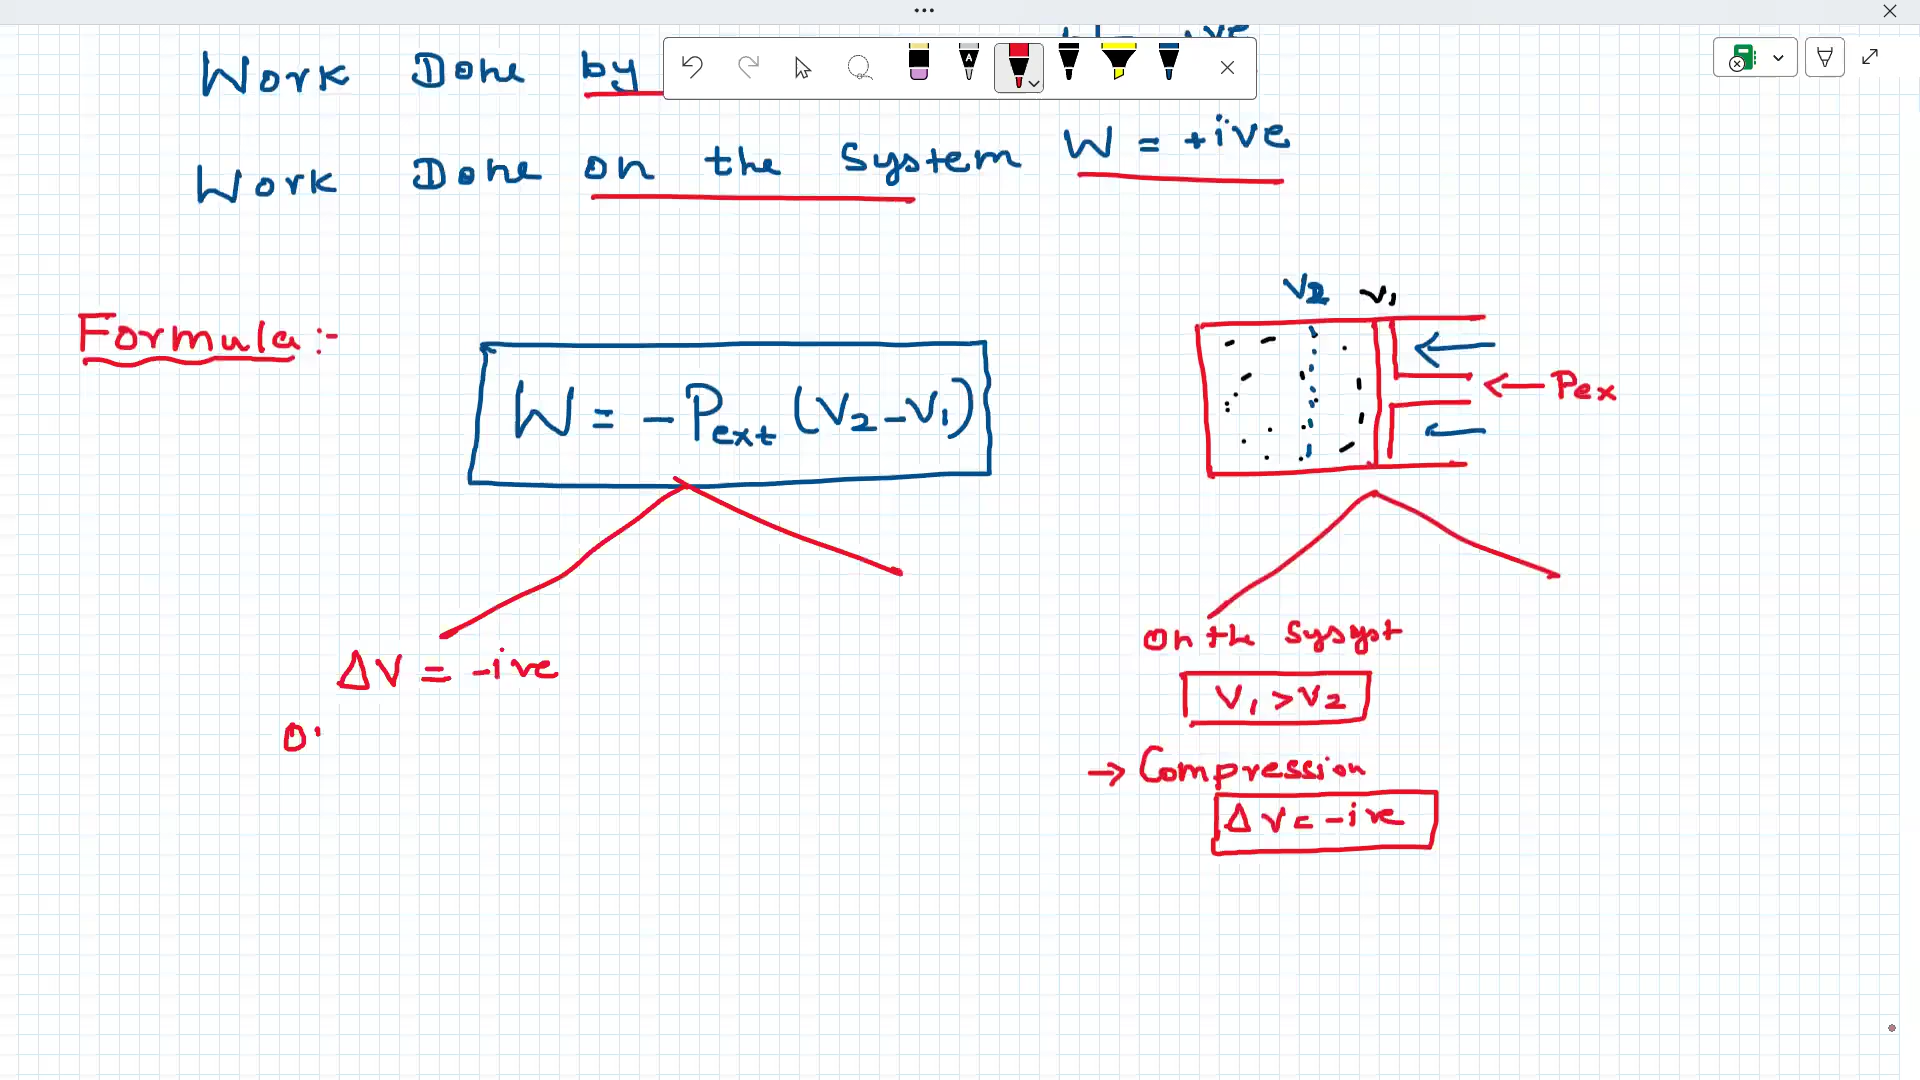 Work Done by
Work Done on the System W = +ive
Formula :-
W = -Pext (V2-V1)
V2 V1
← Pex
ΔV = -ive
On the Sysyst
V1 > V2
→ Compression
ΔV = -ive